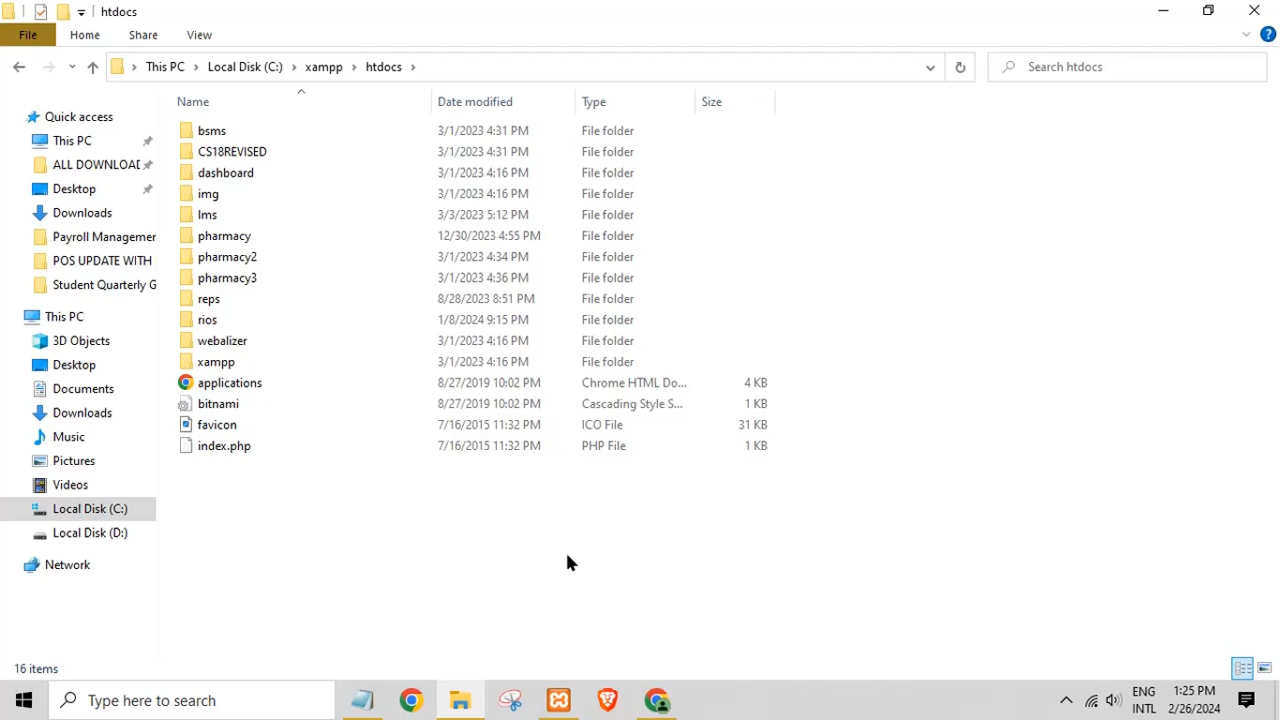 htdocs
File Home Share View
This PC Local Disk (C:) xampp htdocs Search htdocs
Name Date modified Type Size
Quick access
This PC
ALL DOWNLOAD
Desktop
Downloads
Payroll Managemer
POS UPDATE WITH
Student Quarterly G
This PC
3D Objects
Desktop
Documents
Downloads
Music
Pictures
Videos
Local Disk (C:)
Local Disk (D:)
Network
bsms 3/1/2023 4:31 PM File folder
CS18REVISED 3/1/2023 4:31 PM File folder
dashboard 3/1/2023 4:16 PM File folder
img 3/1/2023 4:16 PM File folder
lms 3/3/2023 5:12 PM File folder
pharmacy 12/30/2023 4:55 PM File folder
pharmacy2 3/1/2023 4:34 PM File folder
pharmacy3 3/1/2023 4:36 PM File folder
reps 8/28/2023 8:51 PM File folder
rios 1/8/2024 9:15 PM File folder
webalizer 3/1/2023 4:16 PM File folder
xampp 3/1/2023 4:16 PM File folder
applications 8/27/2019 10:02 PM Chrome HTML Do... 4 KB
bitnami 8/27/2019 10:02 PM Cascading Style S... 1 KB
favicon 7/16/2015 11:32 PM ICO File 31 KB
index.php 7/16/2015 11:32 PM PHP File 1 KB
16 items
Type here to search
ENG
INTL
1:25 PM
2/26/2024